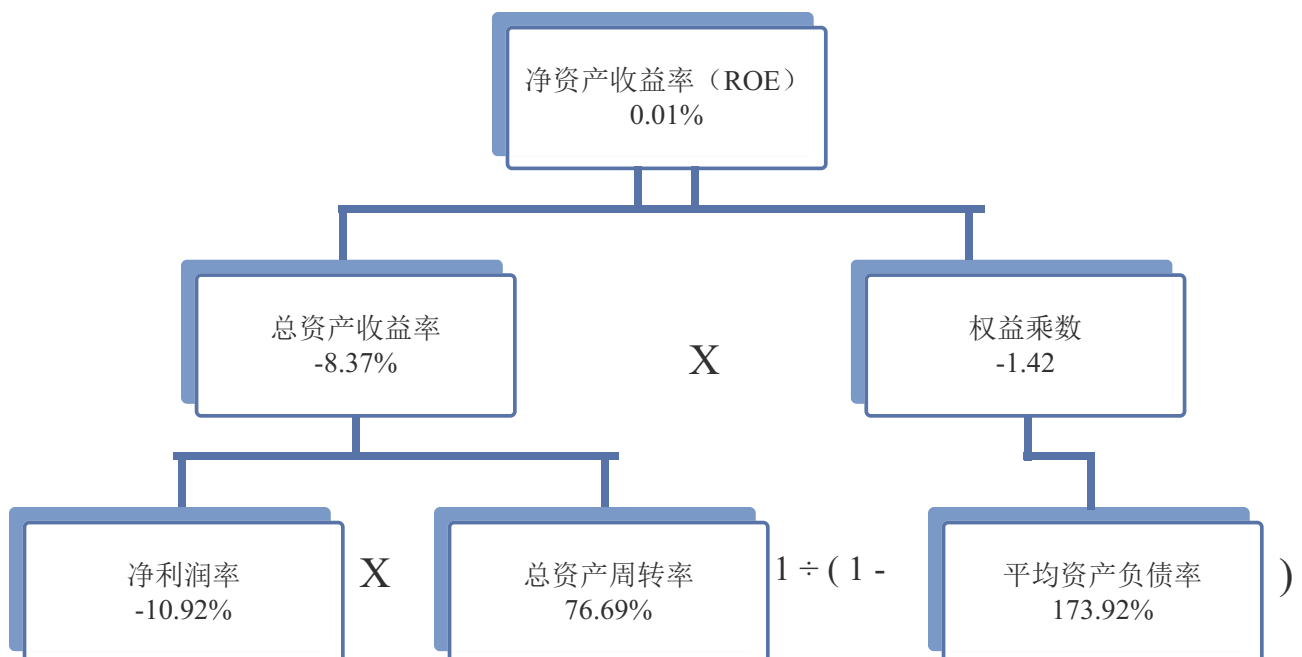 净资产收益率（ROE）
0.01%
总资产收益率
-8.37%
X
权益乘数
-1.42
净利润率
-10.92%
X
总资产周转率
76.69%
1 ÷ ( 1 -
平均资产负债率
173.92%
)